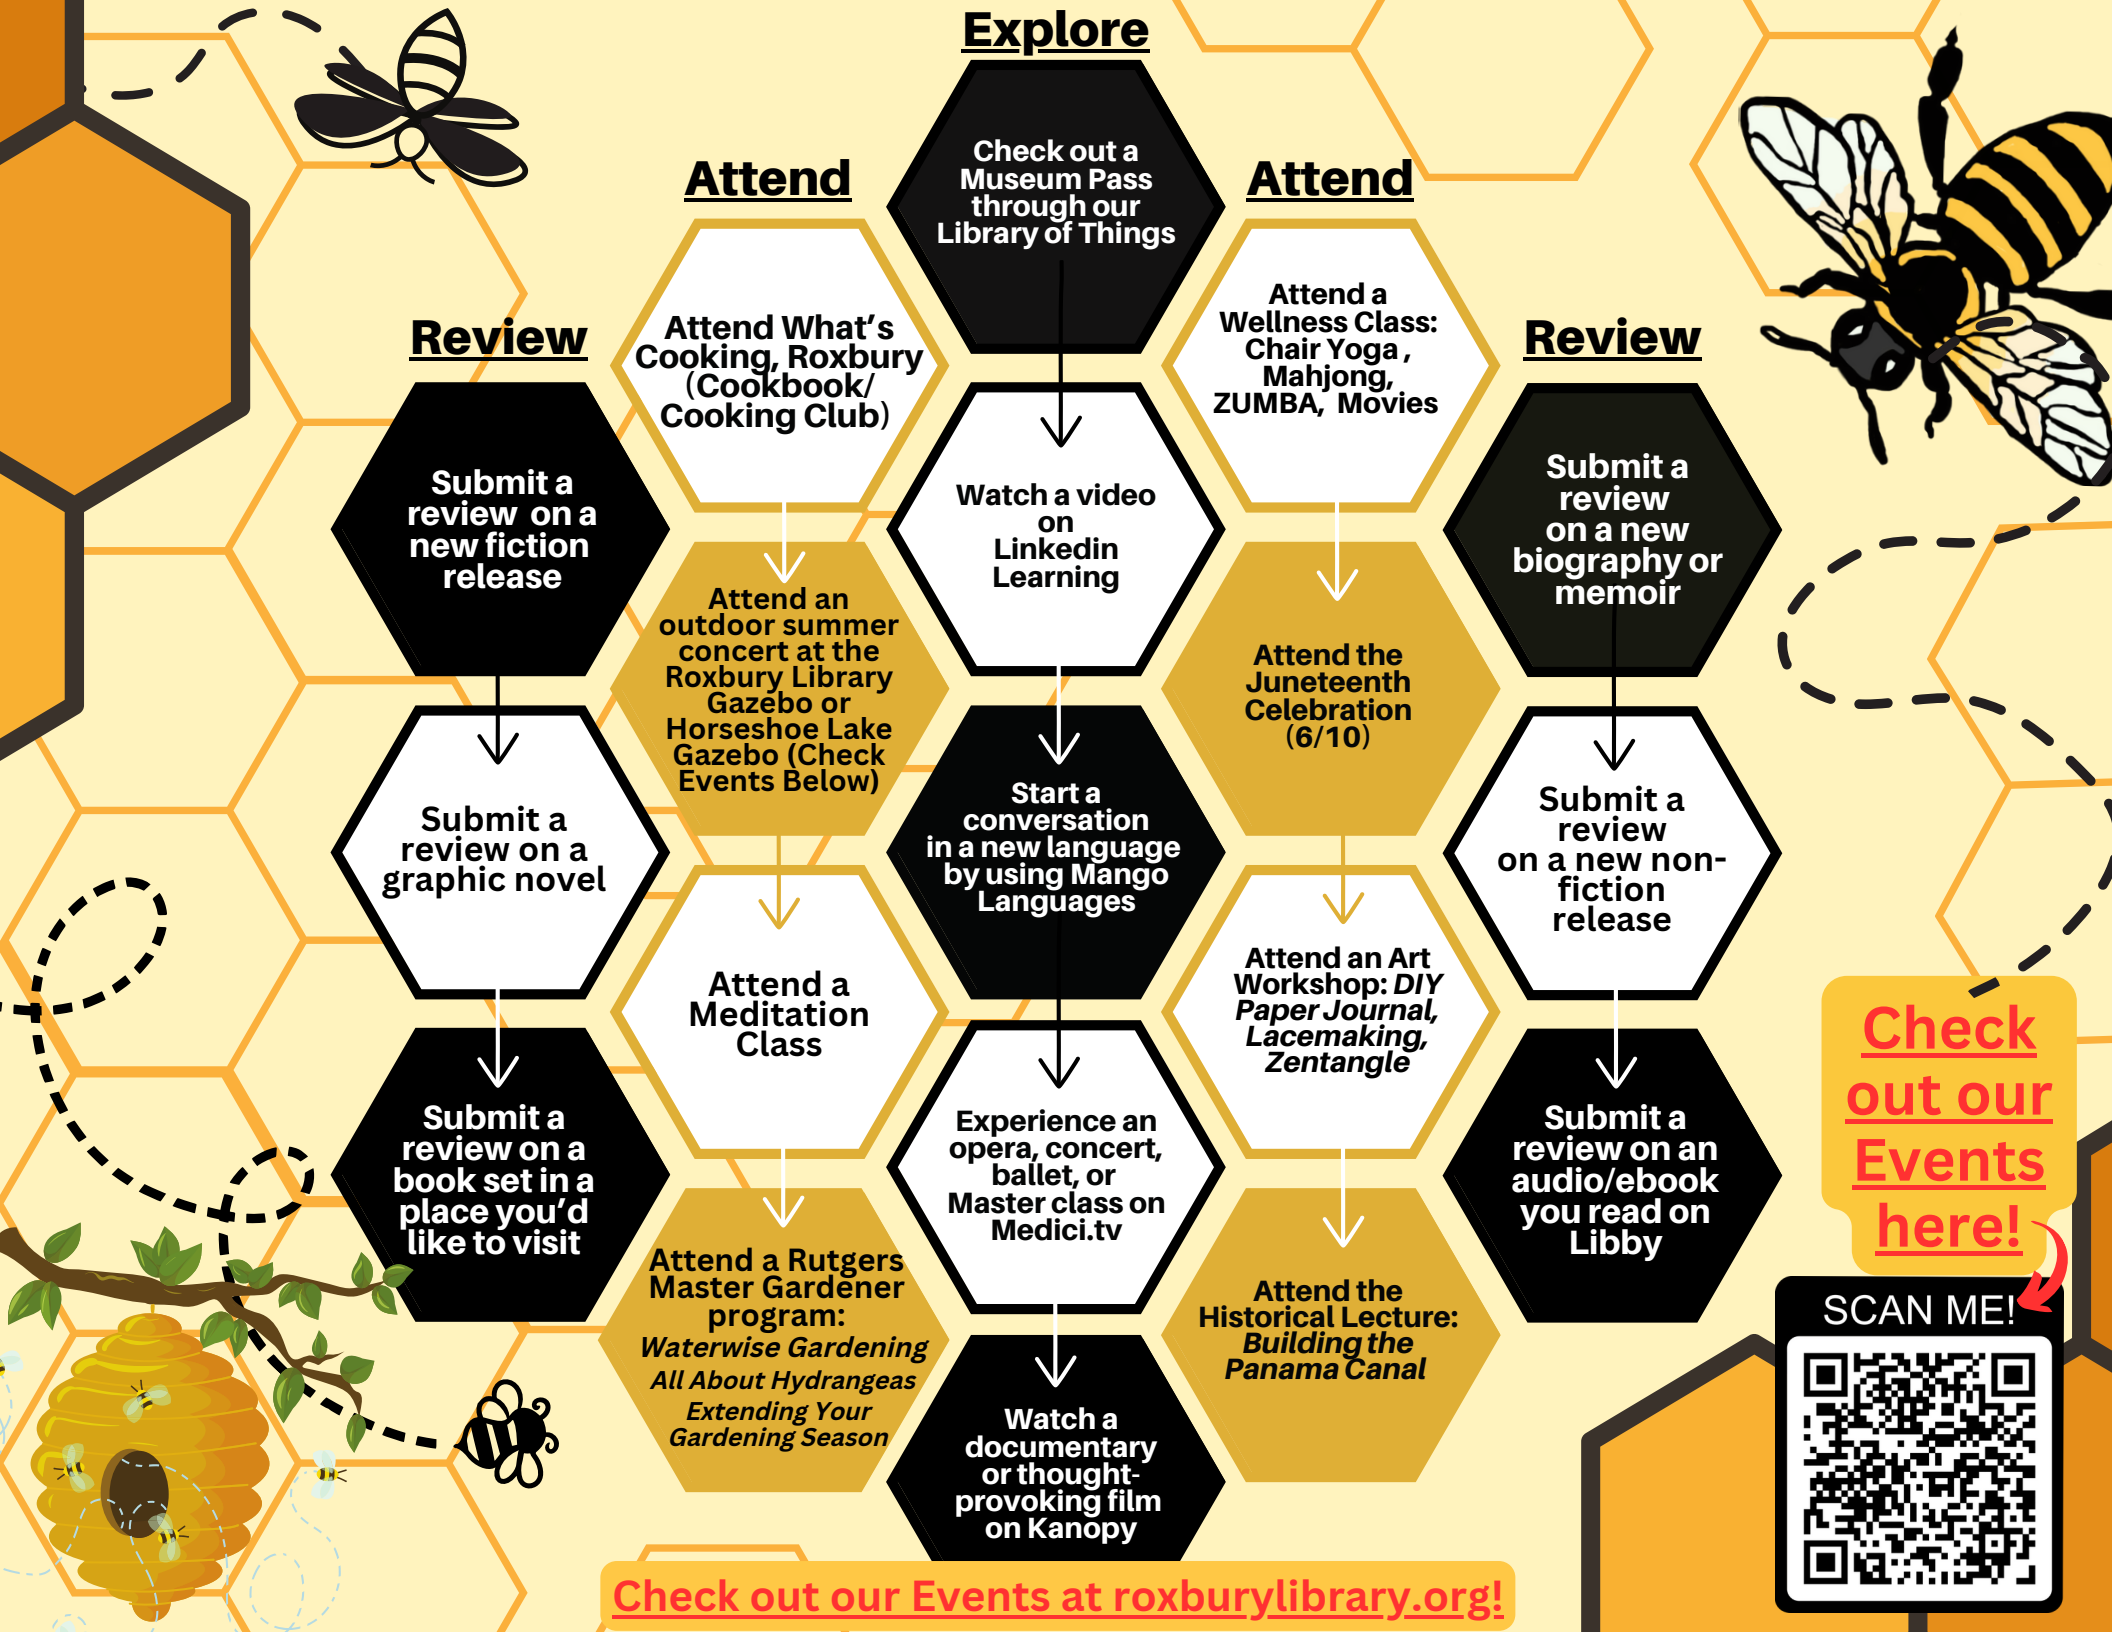 Explore
Check out a
Museum Pass
through our
Library of Things
Watch a video
on
Linkedin
Learning
Start a
conversation
in a new language
by using Mango
Languages
Experience an
opera, concert,
ballet, or
Master class on
Medici.tv
Watch a
documentary
or thought-
provoking film
on Kanopy
Attend
Attend What's
Cooking, Roxbury
(Cookbook/
Cooking Club)
Attend an
outdoor summer
concert at the
Roxbury Library
Gazebo or
Horseshoe Lake
Gazebo (Check
Events Below)
Attend a
Meditation
Class
Attend a Rutgers
Master Gardener
program:
Waterwise Gardening
All About Hydrangeas
Extending Your
Gardening Season
Attend
Attend a
Wellness Class:
Chair Yoga ,
Mahjong,
ZUMBA, Movies
Attend the
Juneteenth
Celebration
(6/10)
Attend an Art
Workshop: DIY
Paper Journal,
Lacemaking,
Zentangle
Attend the
Historical Lecture:
Building the
Panama Canal
Review
Submit a
review on a
new fiction
release
Submit a
review on a
graphic novel
Submit a
review on a
book set in a
place you'd
like to visit
Review
Submit a
review
on a new
biography or
memoir
Submit a
review
on a new non-
fiction
release
Submit a
review on an
audio/ebook
you read on
Libby
Check
out our
Events
here!
SCAN ME!
Check out our Events at roxburylibrary.org!